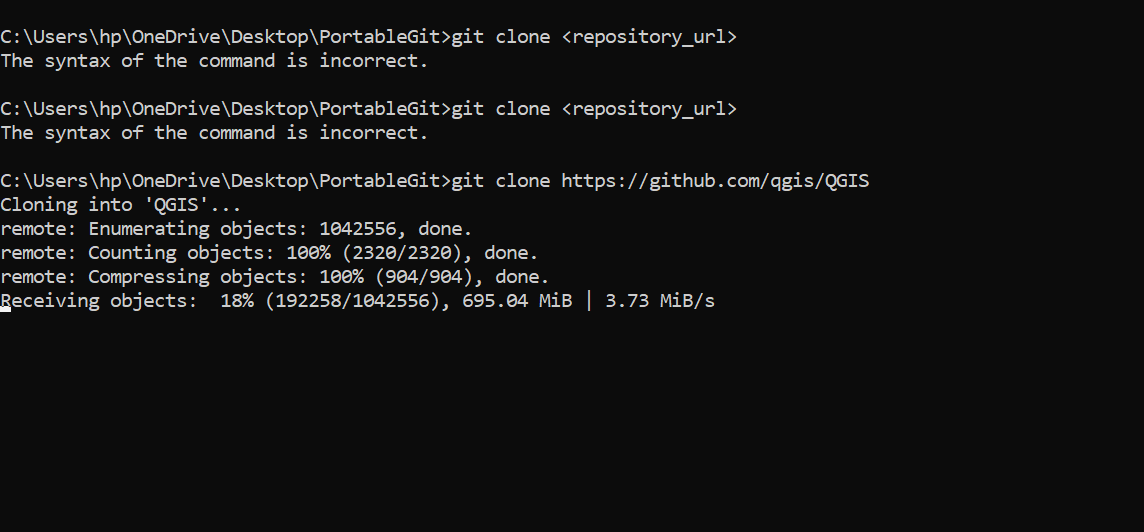 C:\Users\hp\OneDrive\Desktop\PortableGit>git clone <repository_url>
The syntax of the command is incorrect.
C:\Users\hp\OneDrive\Desktop\PortableGit>git clone <repository_url>
The syntax of the command is incorrect.
C:\Users\hp\OneDrive\Desktop\PortableGit>git clone https://github.com/qgis/QGIS
Cloning into 'QGIS'...
remote: Enumerating objects: 1042556, done.
remote: Counting objects: 100% (2320/2320), done.
remote: Compressing objects: 100% (904/904), done.
Receiving objects:  18% (192258/1042556), 695.04 MiB | 3.73 MiB/s